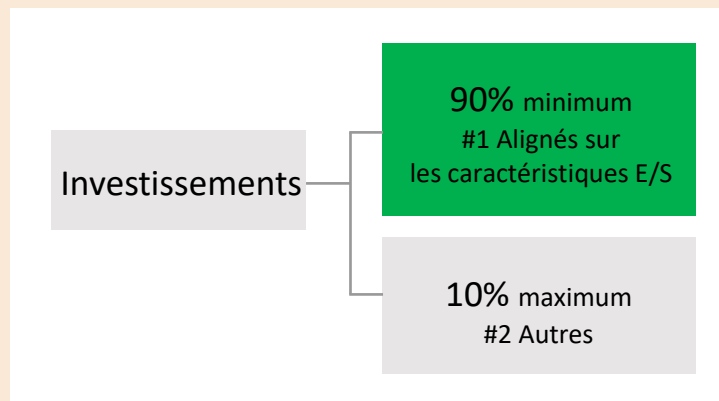 Investissements
90% minimum
#1 Alignés sur
les caractéristiques E/S
10% maximum
#2 Autres